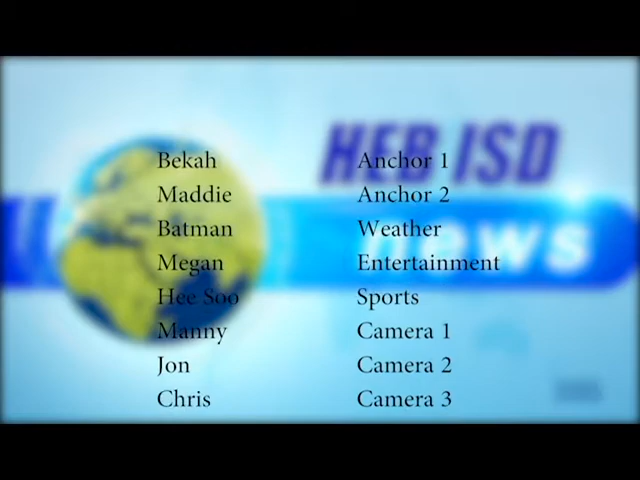 HEB ISD
news
Bekah Anchor 1
Maddie Anchor 2
Batman Weather
Megan Entertainment
Hee Soo Sports
Manny Camera 1
Jon Camera 2
Chris Camera 3